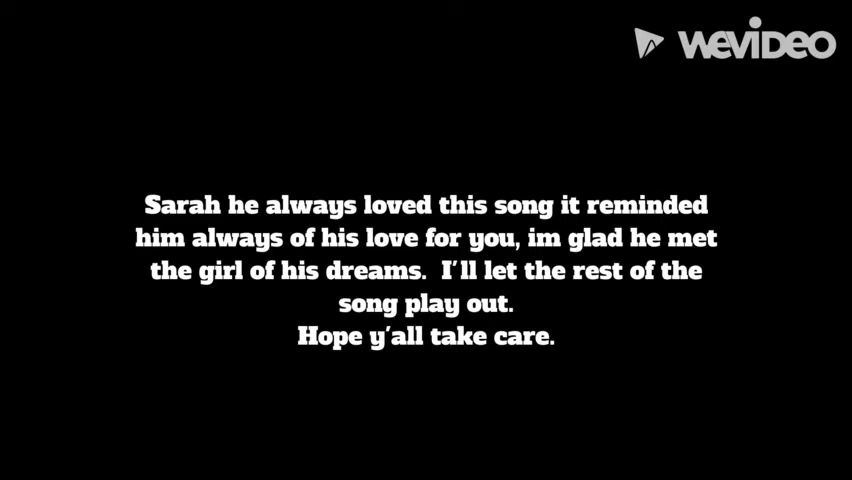 WEVIDEO
Sarah he always loved this song it reminded
him always of his love for you, im glad he met
the girl of his dreams.  I'll let the rest of the
song play out.
Hope y'all take care.